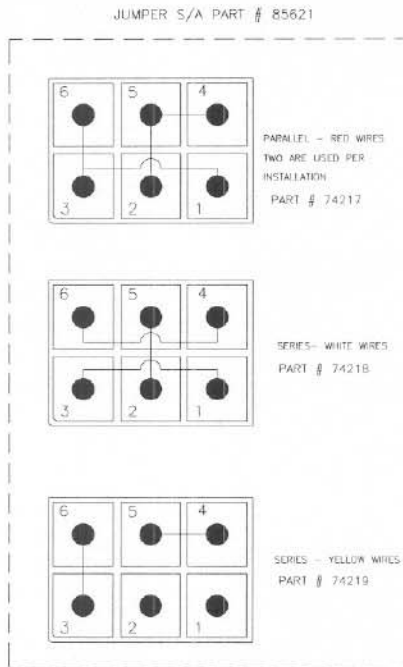 JUMPER S/A PART # 85621
6 5 4
3 2 1
PARALLEL - RED WIRES
TWO ARE USED PER
INSTALLATION
PART # 74217
6 5 4
3 2 1
SERIES- WHITE WIRES
PART # 74218
6 5 4
3 2 1
SERIES - YELLOW WIRES
PART # 74219